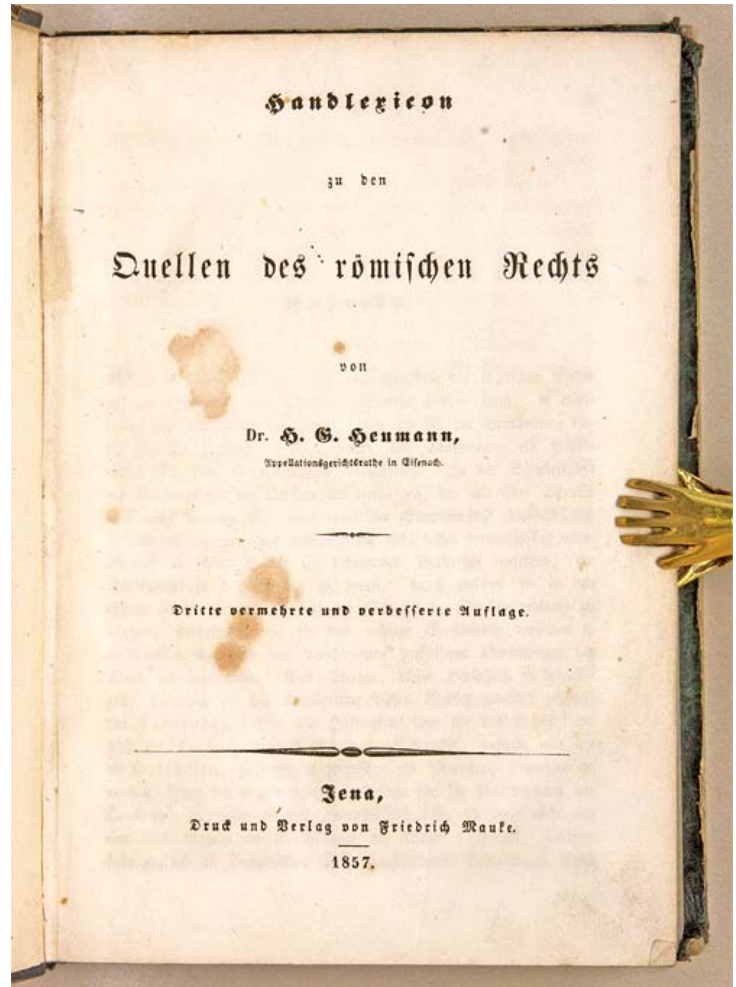 Handlexicon
zu den
Quellen des römischen Rechts
von
Dr. H. G. Heumann,
Appellationsgerichtsrathe in Eisenach.
Dritte vermehrte und verbesserte Auflage.
Jena,
Druck und Verlag von Friedrich Mauke.
1857.